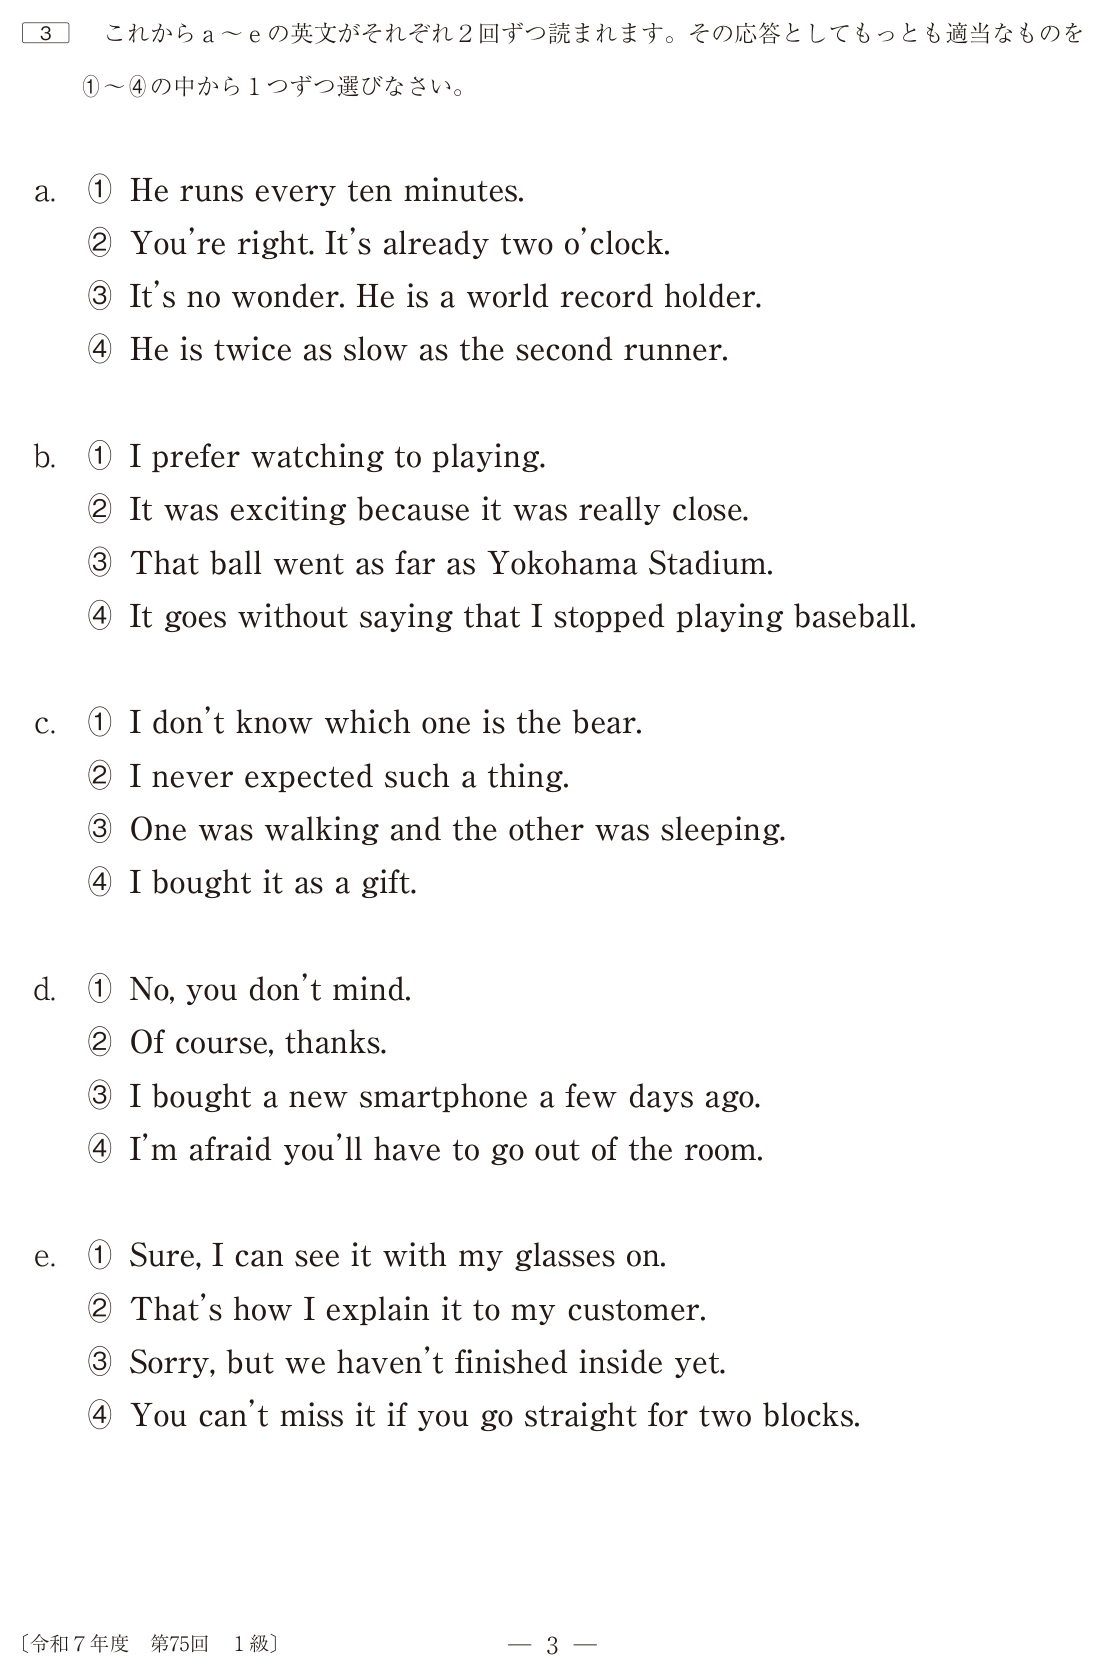 3　これからａ～ｅの英文がそれぞれ２回ずつ読まれます。その応答としてもっとも適当なものを
①～④の中から１つずつ選びなさい。
a. ① He runs every ten minutes.
② You’re right. It’s already two o’clock.
③ It’s no wonder. He is a world record holder.
④ He is twice as slow as the second runner.
b. ① I prefer watching to playing.
② It was exciting because it was really close.
③ That ball went as far as Yokohama Stadium.
④ It goes without saying that I stopped playing baseball.
c. ① I don’t know which one is the bear.
② I never expected such a thing.
③ One was walking and the other was sleeping.
④ I bought it as a gift.
d. ① No, you don’t mind.
② Of course, thanks.
③ I bought a new smartphone a few days ago.
④ I’m afraid you’ll have to go out of the room.
e. ① Sure, I can see it with my glasses on.
② That’s how I explain it to my customer.
③ Sorry, but we haven’t finished inside yet.
④ You can’t miss it if you go straight for two blocks.
〔令和７年度　第75回　１級〕　— 3 —